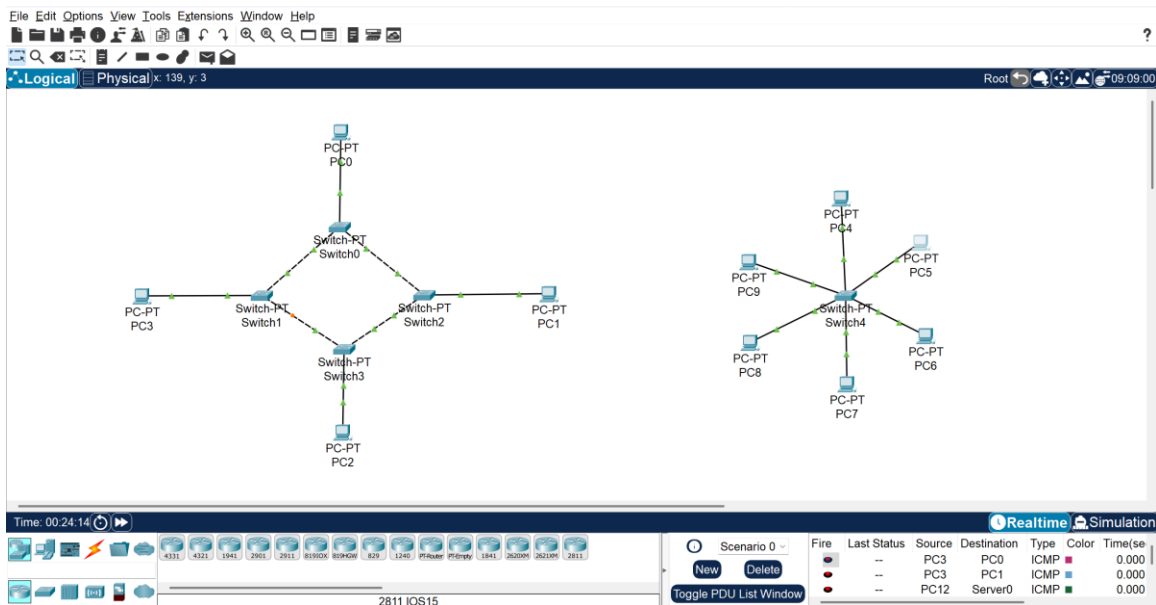 File Edit Options View Tools Extensions Window Help
?
Logical Physical x: 139, y: 3 Root 09:09:00
PC-PT
PC0
Switch-PT
Switch0
PC-PT
PC3
Switch-PT
Switch1
Switch-PT
Switch2
PC-PT
PC1
Switch-PT
Switch3
PC-PT
PC2
PC-PT
PC4
PC-PT
PC5
PC-PT
PC9
Switch-PT
Switch4
PC-PT
PC8
PC-PT
PC6
PC-PT
PC7
Time: 00:24:14 Realtime Simulation
4331 4321 1941 2901 2911 819IOX 819HGW 829 1240 PT-Router PT-Empty 1841 2620XM 2621XM 2811
2811 IOS15
Scenario 0
New Delete
Toggle PDU List Window
Fire Last Status Source Destination Type Color Time(se
-- PC3 PC0 ICMP 0.000
-- PC3 PC1 ICMP 0.000
-- PC12 Server0 ICMP 0.000